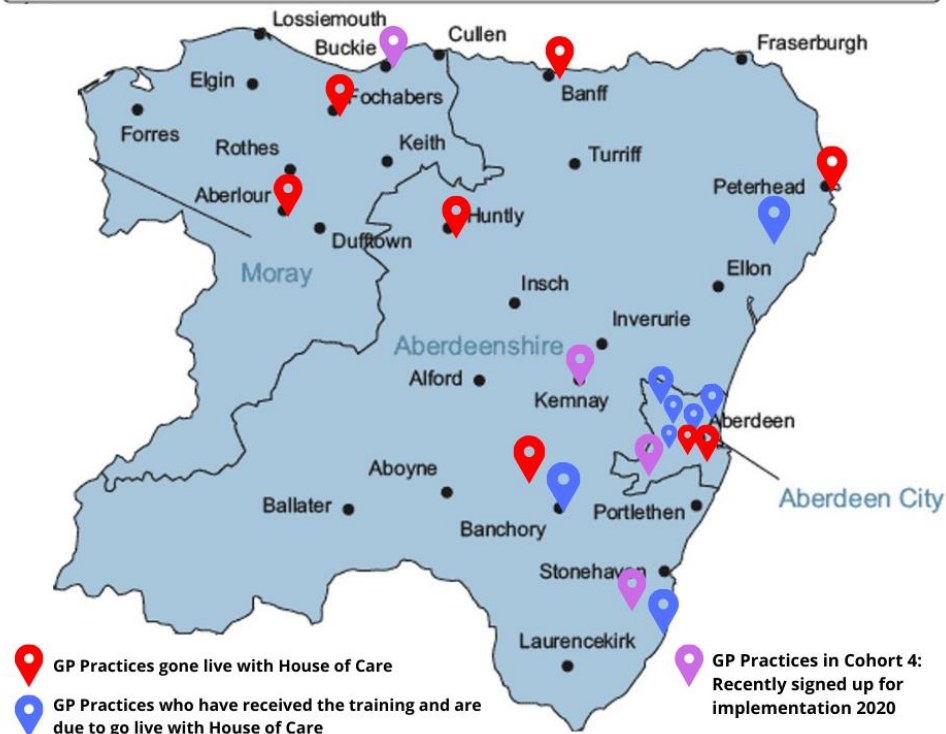 Lossiemouth
Buckie
Cullen
Fraserburgh
Elgin
Fochabers
Banff
Forres
Rothes
Keith
Turriff
Aberlour
Peterhead
Huntly
Dufftown
Moray
Ellon
Insch
Inverurie
Aberdeenshire
Alford
Kemnay
Aberdeen
Aboyne
Ballater
Banchory
Portlethen
Aberdeen City
Stonehaven
Laurencekirk
GP Practices gone live with House of Care
GP Practices who have received the training and are
due to go live with House of Care
GP Practices in Cohort 4:
Recently signed up for
implementation 2020